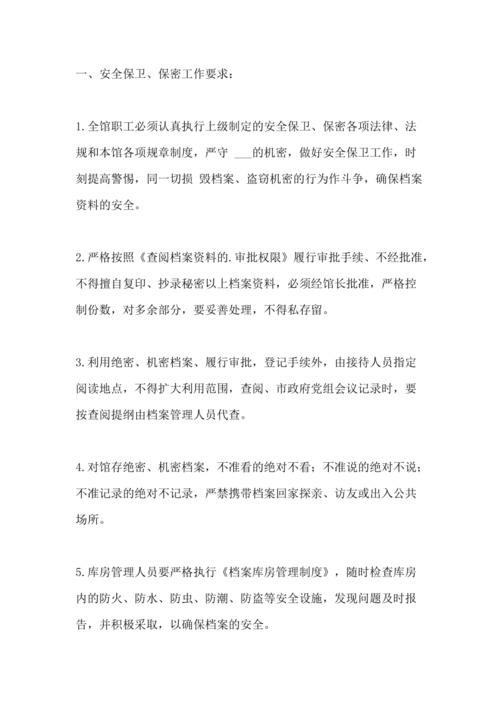 一、安全保卫、保密工作要求：
1.全馆职工必须认真执行上级制定的安全保卫、保密各项法律、法
规和本馆各项规章制度，严守 ___的机密，做好安全保卫工作，时
刻提高警惕，同一切损 毁档案、盗窃机密的行为作斗争，确保档案
资料的安全。
2.严格按照《查阅档案资料的.审批权限》履行审批手续、不经批准，
不得擅自复印、抄录秘密以上档案资料，必须经馆长批准，严格控
制份数，对多余部分，要妥善处理，不得私存留。
3.利用绝密、机密档案、履行审批，登记手续外，由接待人员指定
阅读地点，不得扩大利用范围，查阅、市政府党组会议记录时，要
按查阅提纲由档案管理人员代查。
4.对馆存绝密、机密档案，不准看的绝对不看；不准说的绝对不说；
不准记录的绝对不记录，严禁携带档案回家探亲、访友或出入公共
场所。
5.库房管理人员要严格执行《档案库房管理制度》，随时检查库房
内的防火、防水、防虫、防潮、防盗等安全设施，发现问题及时报
告，并积极采取，以确保档案的安全。